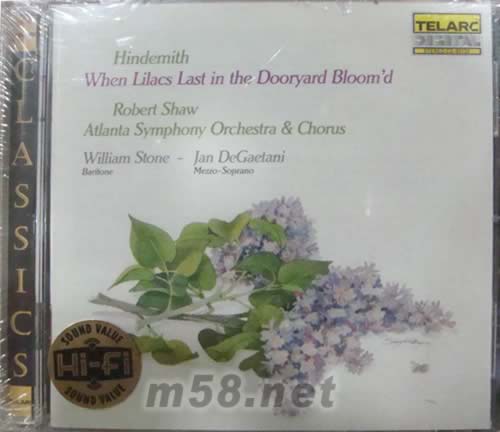 TELARC
DIGITAL
CLASSICS
Hindemith
When Lilacs Last in the Dooryard Bloom'd
Robert Shaw
Atlanta Symphony Orchestra & Chorus
William Stone - Jan DeGaetani
Baritone Mezzo-Soprano
SOUND VALUE
Hi-Fi
SOUND VALUE
m58.net